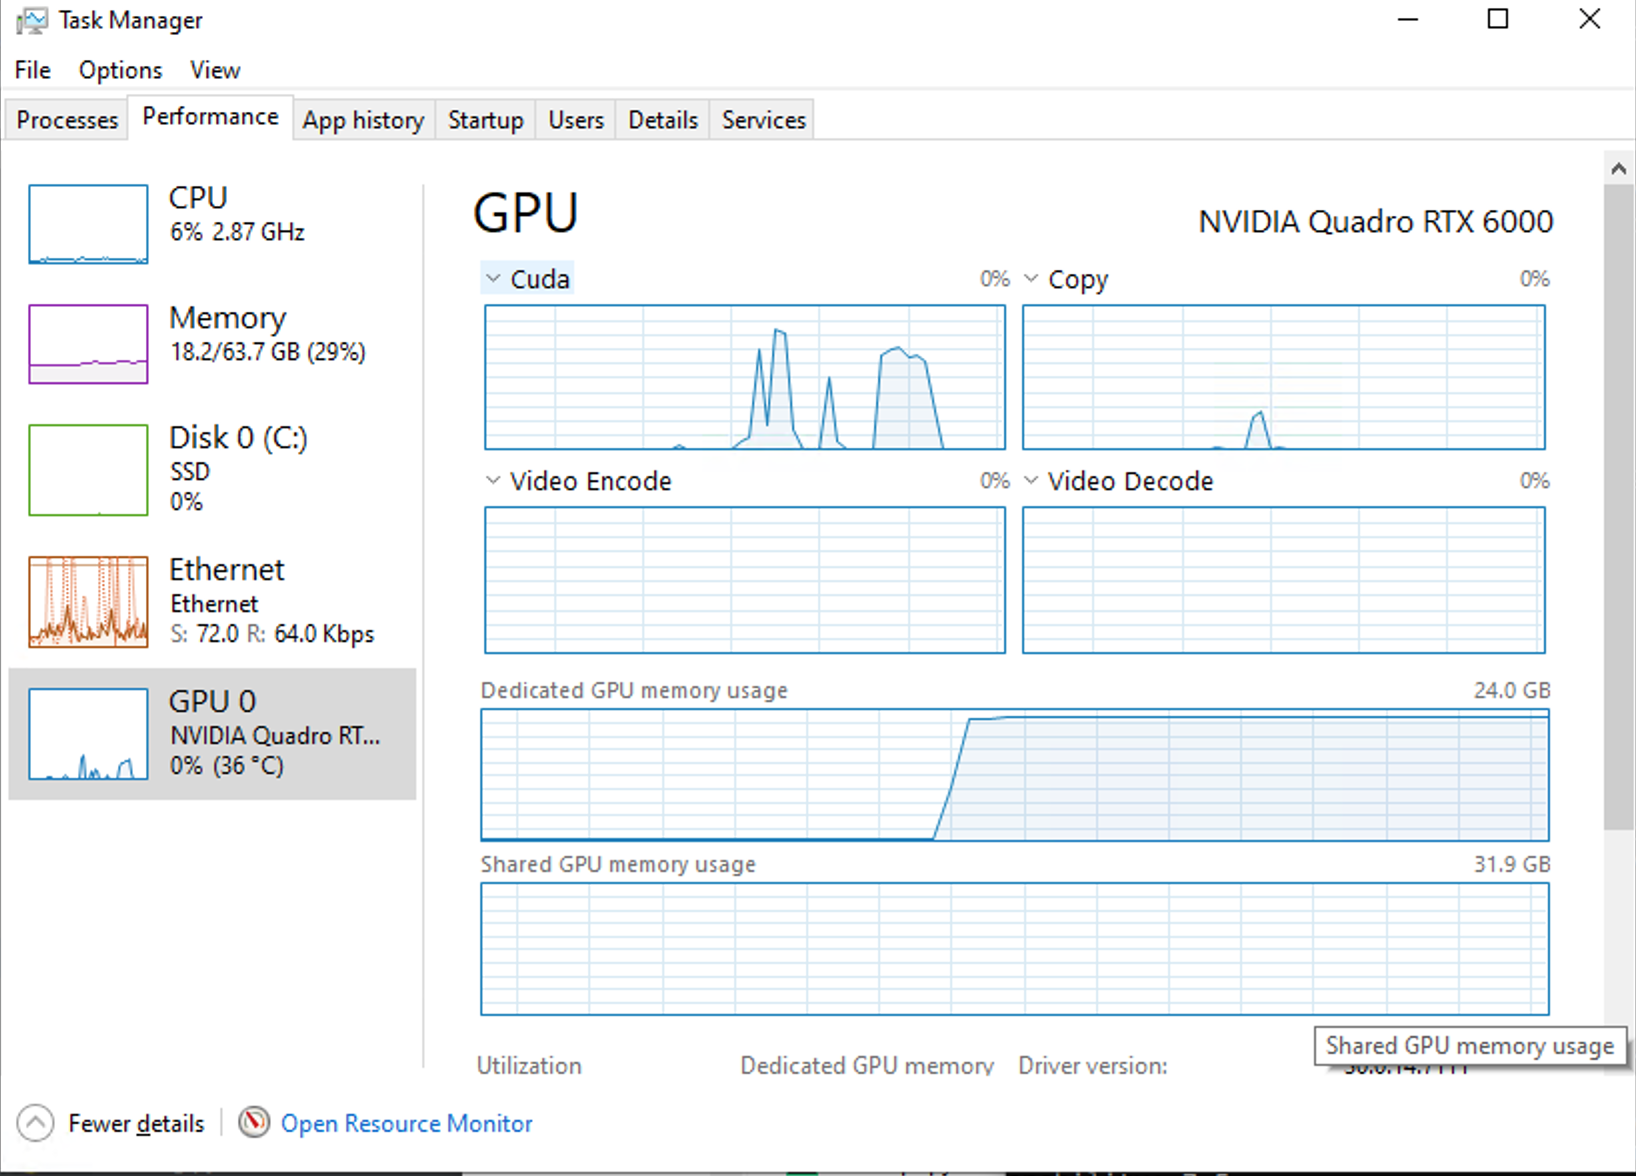 Task Manager
File Options View
Processes Performance App history Startup Users Details Services
CPU
6% 2.87 GHz
Memory
18.2/63.7 GB (29%)
Disk 0 (C:)
SSD
0%
Ethernet
Ethernet
S: 72.0 R: 64.0 Kbps
GPU 0
NVIDIA Quadro RT...
0% (36 °C)
GPU
NVIDIA Quadro RTX 6000
Cuda 0%
Copy 0%
Video Encode 0%
Video Decode 0%
Dedicated GPU memory usage 24.0 GB
Shared GPU memory usage 31.9 GB
Shared GPU memory usage
Utilization Dedicated GPU memory Driver version:
Fewer details
Open Resource Monitor